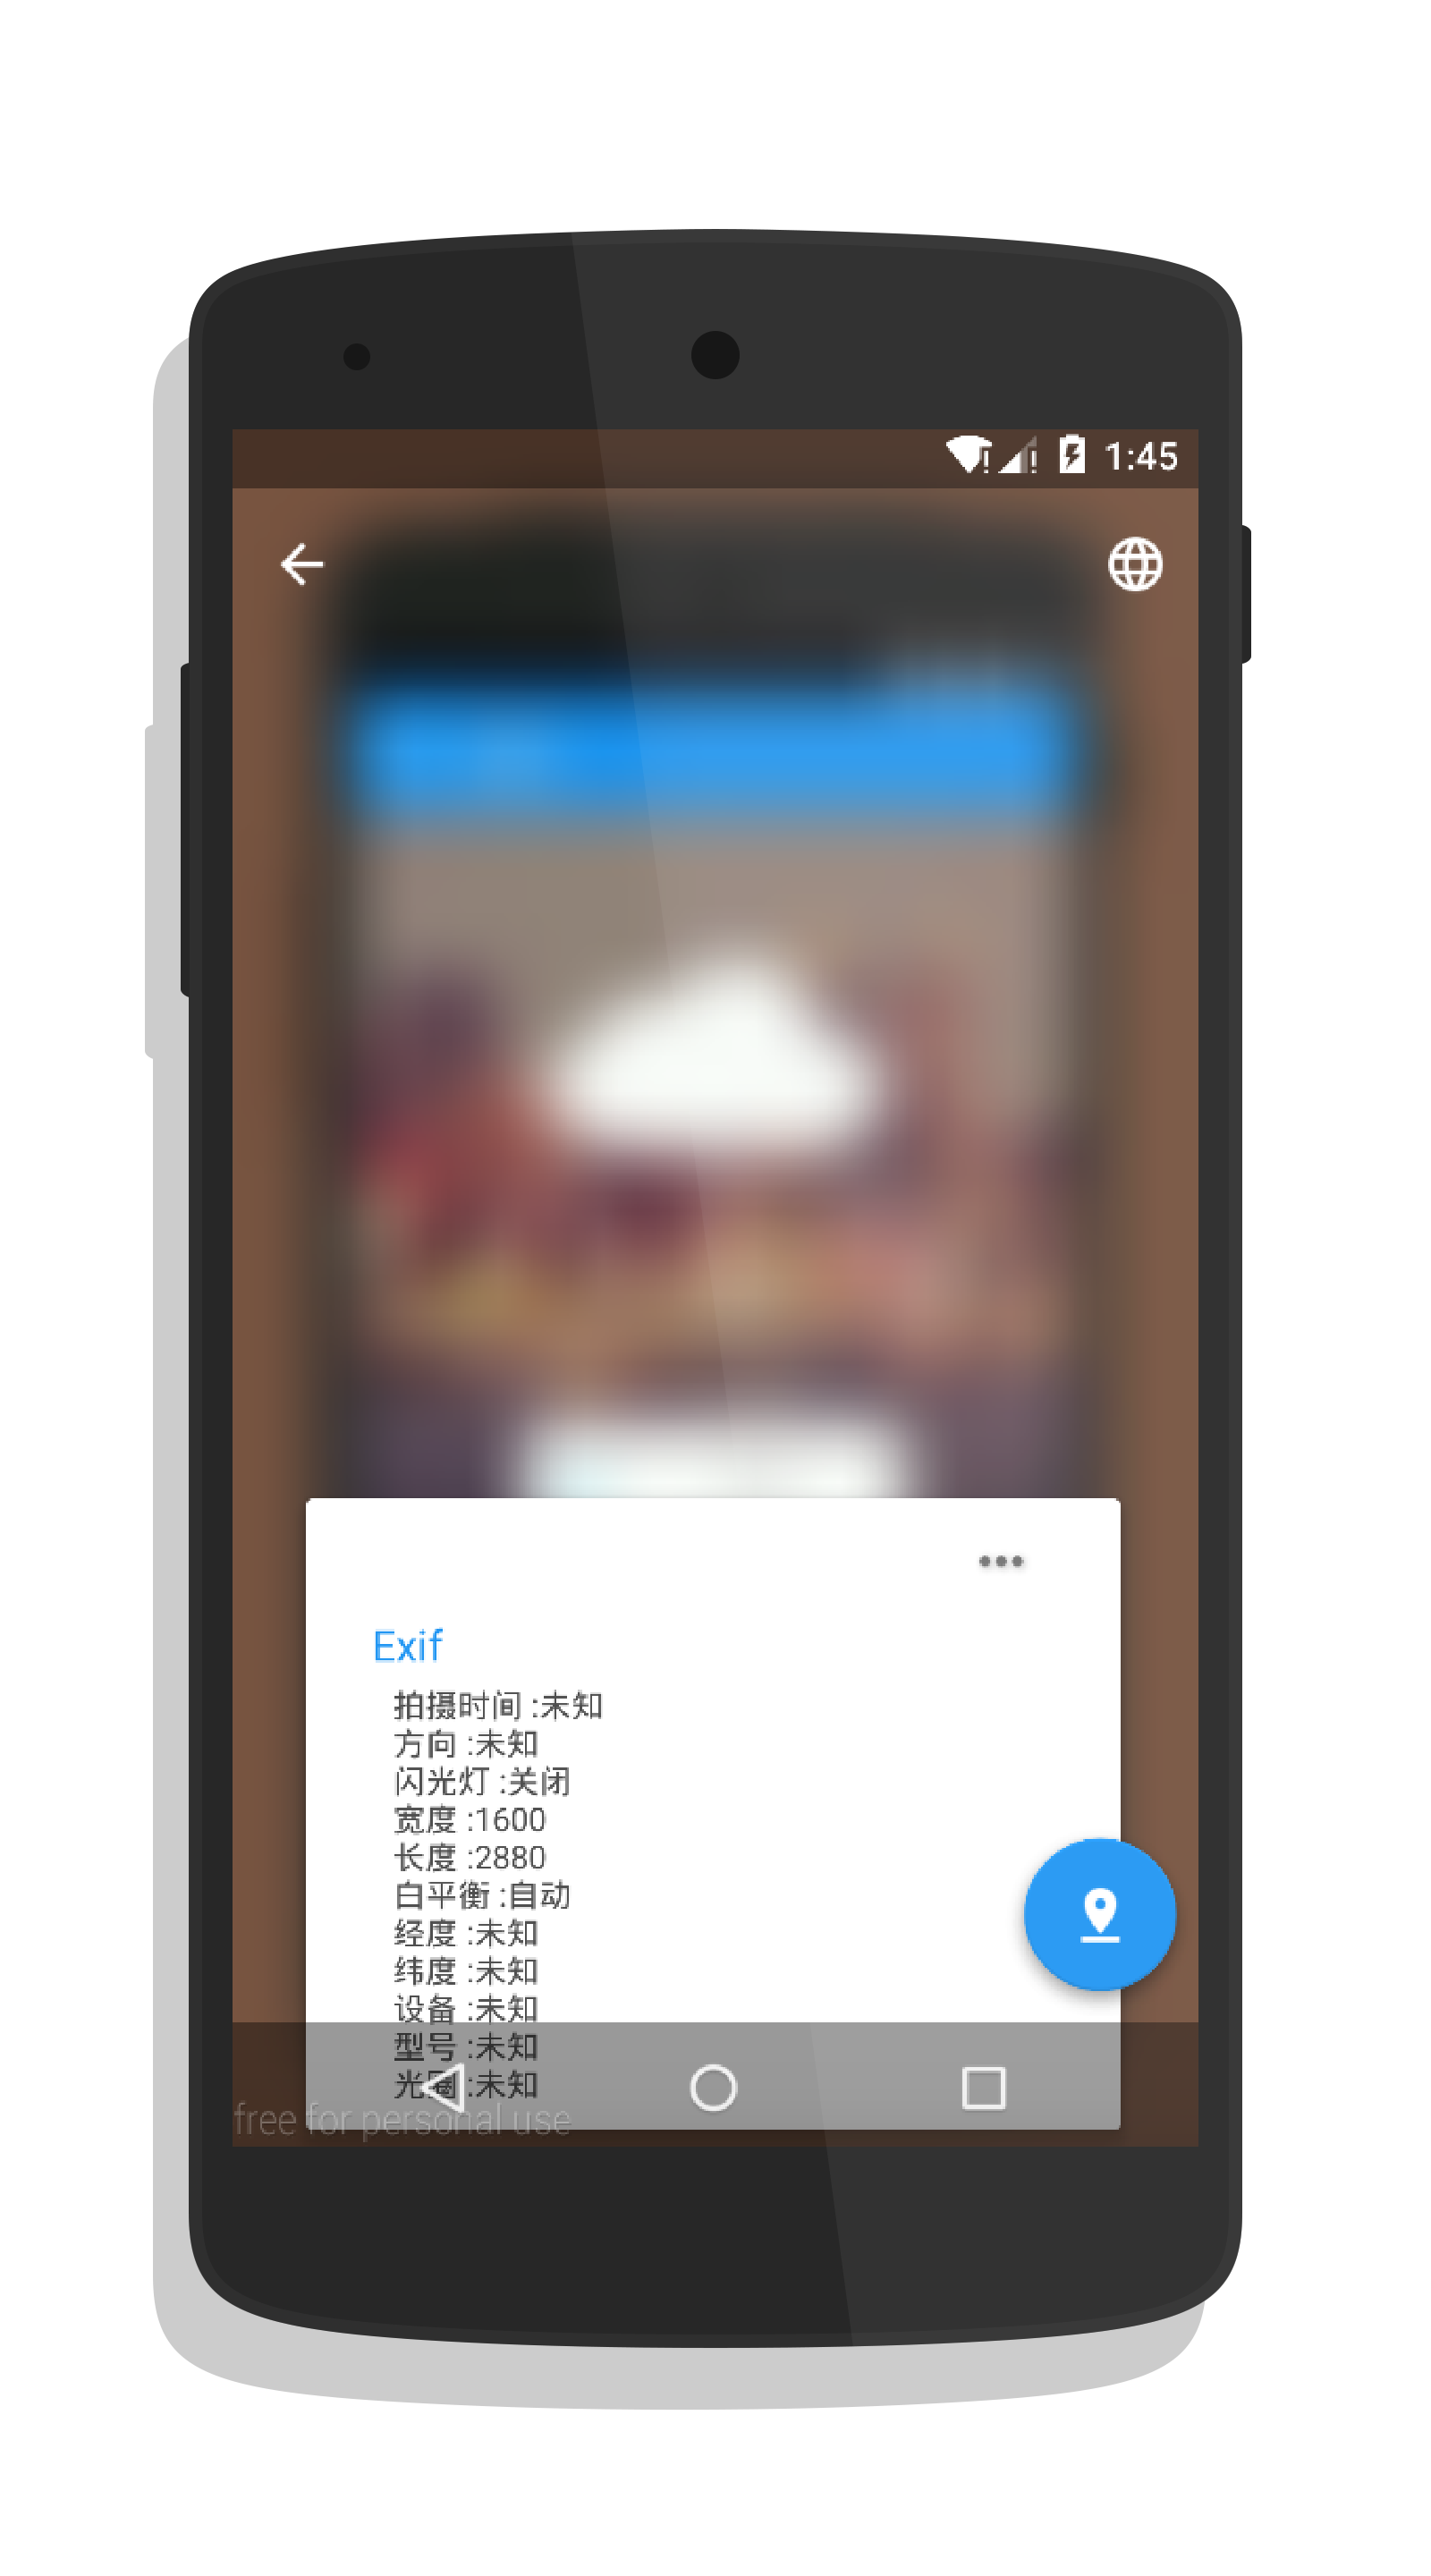 1:45
Exif
拍摄时间 :未知
方向 :未知
闪光灯 :关闭
宽度 :1600
长度 :2880
白平衡 :自动
经度 :未知
纬度 :未知
设备 :未知
型号 :未知
光圈 :未知
free for personal use